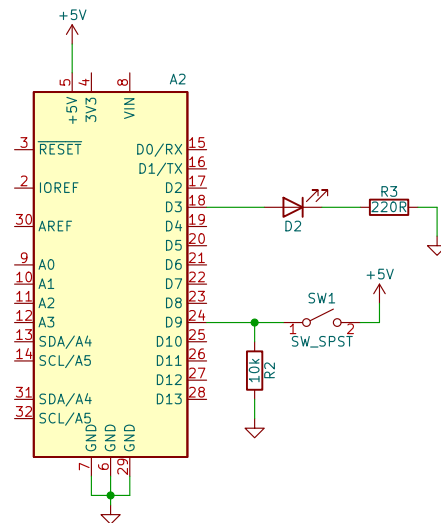 +5V
A2
5
4
8
+5V
3V3
VIN
3 RESET D0/RX 15
D1/TX 16
2 IOREF D2 17
D3 18
30 AREF D4 19
D5 20
9 A0 D6 21
10 A1 D7 22
11 A2 D8 23
12 A3 D9 24
13 SDA/A4 D10 25
14 SCL/A5 D11 26
D12 27
31 SDA/A4 D13 28
32 SCL/A5
GND
GND
GND
7
6
29
D2
R3
220R
+5V
SW1
1 2
SW_SPST
10k
R2